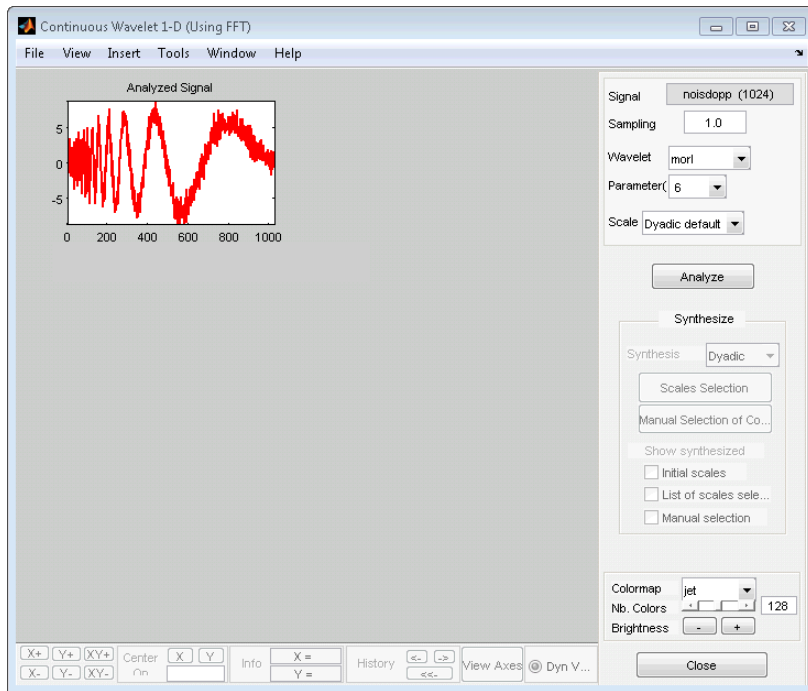 Continuous Wavelet 1-D (Using FFT)
File View Insert Tools Window Help
Analyzed Signal
5
0
-5
0 200 400 600 800 1000
Signal noisdopp (1024)
Sampling 1.0
Wavelet morl
Parameter( 6
Scale Dyadic default
Analyze
Synthesize
Synthesis Dyadic
Scales Selection
Manual Selection of Co...
Show synthesized
Initial scales
List of scales sele...
Manual selection
Colormap jet
Nb. Colors 128
Brightness - +
X+ Y+ XY+ Center X Y Info X = History <- -> View Axes Dyn V...
X- Y- XY- On Y = <<-
Close